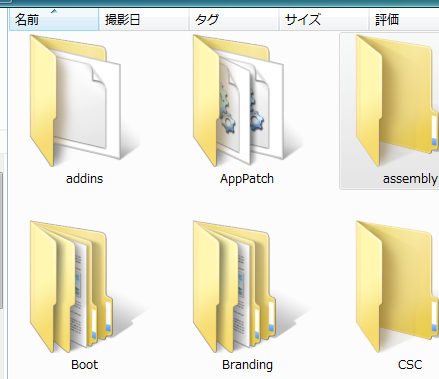 名前 撮影日 タグ サイズ 評価
addins AppPatch assembly
Boot Branding CSC